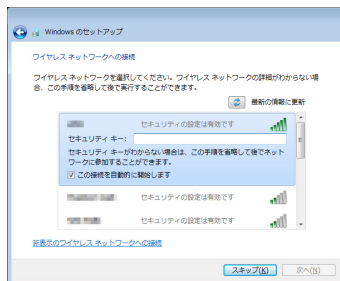 Windows のセットアップ
ワイヤレス ネットワークへの接続
ワイヤレス ネットワークを選択してください。ワイヤレス ネットワークの詳細がわからない場
合、この手順を省略して後で実行することができます。
最新の情報に更新
セキュリティの設定は有効です
セキュリティ キー:
セキュリティ キーがわからない場合は、この手順を省略して後でネット
ワークに参加することができます。
この接続を自動的に開始します
セキュリティの設定は有効です
セキュリティの設定は有効です
非表示のワイヤレス ネットワークへの接続
スキップ(K)
次へ(N)